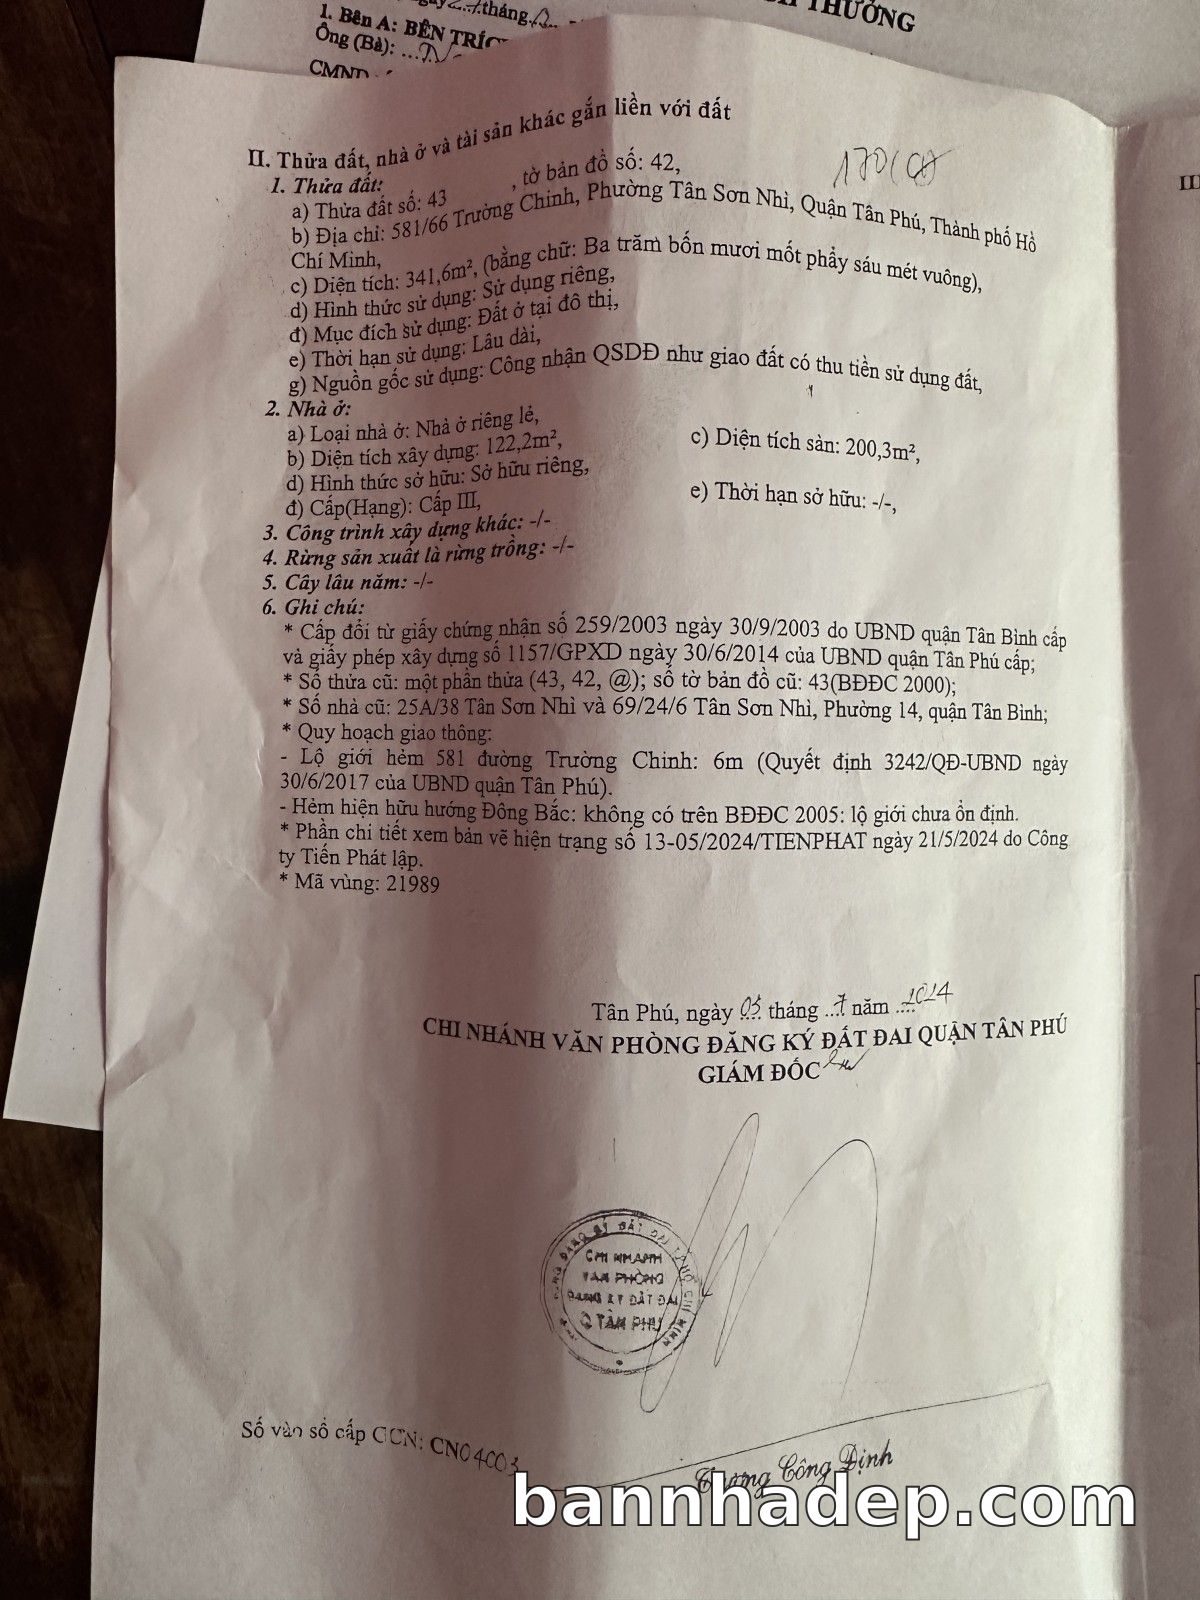 THƯỞNG
tháng
1. Bên A: BÊN TRÍC
Ông (Bà):
CMND
II. Thửa đất, nhà ở và tài sản khác gắn liền với đất
170(CH)
1. Thửa đất:
a) Thửa đất số: 43 , tờ bản đồ số: 42,
b) Địa chỉ: 581/66 Trường Chinh, Phường Tân Sơn Nhì, Quận Tân Phú, Thành phố Hồ
Chí Minh,
c) Diện tích: 341,6m², (bằng chữ: Ba trăm bốn mươi mốt phẩy sáu mét vuông),
d) Hình thức sử dụng: Sử dụng riêng,
đ) Mục đích sử dụng: Đất ở tại đô thị,
e) Thời hạn sử dụng: Lâu dài,
g) Nguồn gốc sử dụng: Công nhận QSDĐ như giao đất có thu tiền sử dụng đất,
2. Nhà ở:
a) Loại nhà ở: Nhà ở riêng lẻ,
b) Diện tích xây dựng: 122,2m², c) Diện tích sàn: 200,3m²,
d) Hình thức sở hữu: Sở hữu riêng,
đ) Cấp(Hạng): Cấp III, e) Thời hạn sở hữu: -/-,
3. Công trình xây dựng khác: -/-
4. Rừng sản xuất là rừng trồng: -/-
5. Cây lâu năm: -/-
6. Ghi chú:
* Cấp đổi từ giấy chứng nhận số 259/2003 ngày 30/9/2003 do UBND quận Tân Bình cấp
và giấy phép xây dựng số 1157/GPXD ngày 30/6/2014 của UBND quận Tân Phú cấp;
* Số thửa cũ: một phần thửa (43, 42, @); số tờ bản đồ cũ: 43(BĐĐC 2000);
* Số nhà cũ: 25A/38 Tân Sơn Nhì và 69/24/6 Tân Sơn Nhì, Phường 14, quận Tân Bình;
* Quy hoạch giao thông:
- Lộ giới hẻm 581 đường Trường Chinh: 6m (Quyết định 3242/QĐ-UBND ngày
30/6/2017 của UBND quận Tân Phú).
- Hẻm hiện hữu hướng Đông Bắc: không có trên BĐĐC 2005: lộ giới chưa ổn định.
* Phần chi tiết xem bản vẽ hiện trạng số 13-05/2024/TIENPHAT ngày 21/5/2024 do Công
ty Tiến Phát lập.
* Mã vùng: 21989
Tân Phú, ngày 03 tháng 7 năm 2024
CHI NHÁNH VĂN PHÒNG ĐĂNG KÝ ĐẤT ĐAI QUẬN TÂN PHÚ
GIÁM ĐỐC
CHI NHÁNH
VĂN PHÒNG
ĐĂNG KÝ ĐẤT ĐAI
Q TÂN PHÚ
Số vào sổ cấp GCN: CN04003
Trương Công Định
bannhadep.com
III